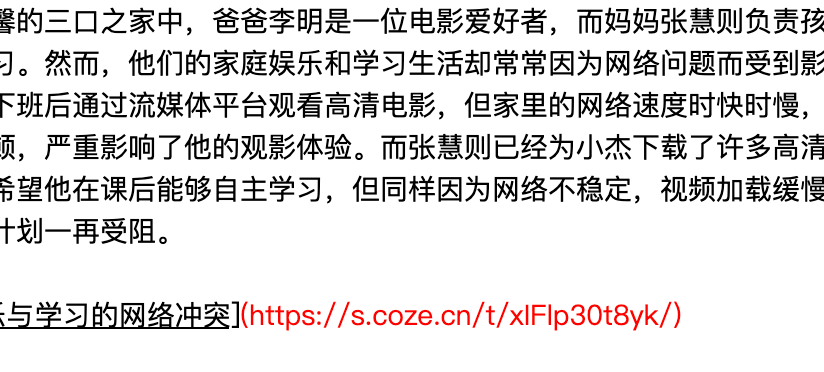 馨的三口之家中，爸爸李明是一位电影爱好者，而妈妈张慧则负责孩
习。然而，他们的家庭娱乐和学习生活却常常因为网络问题而受到影
下班后通过流媒体平台观看高清电影，但家里的网络速度时快时慢，
顿，严重影响了他的观影体验。而张慧则已经为小杰下载了许多高清
希望他在课后能够自主学习，但同样因为网络不稳定，视频加载缓慢
计划一再受阻。
乐与学习的网络冲突](https://s.coze.cn/t/xlFlp30t8yk/)